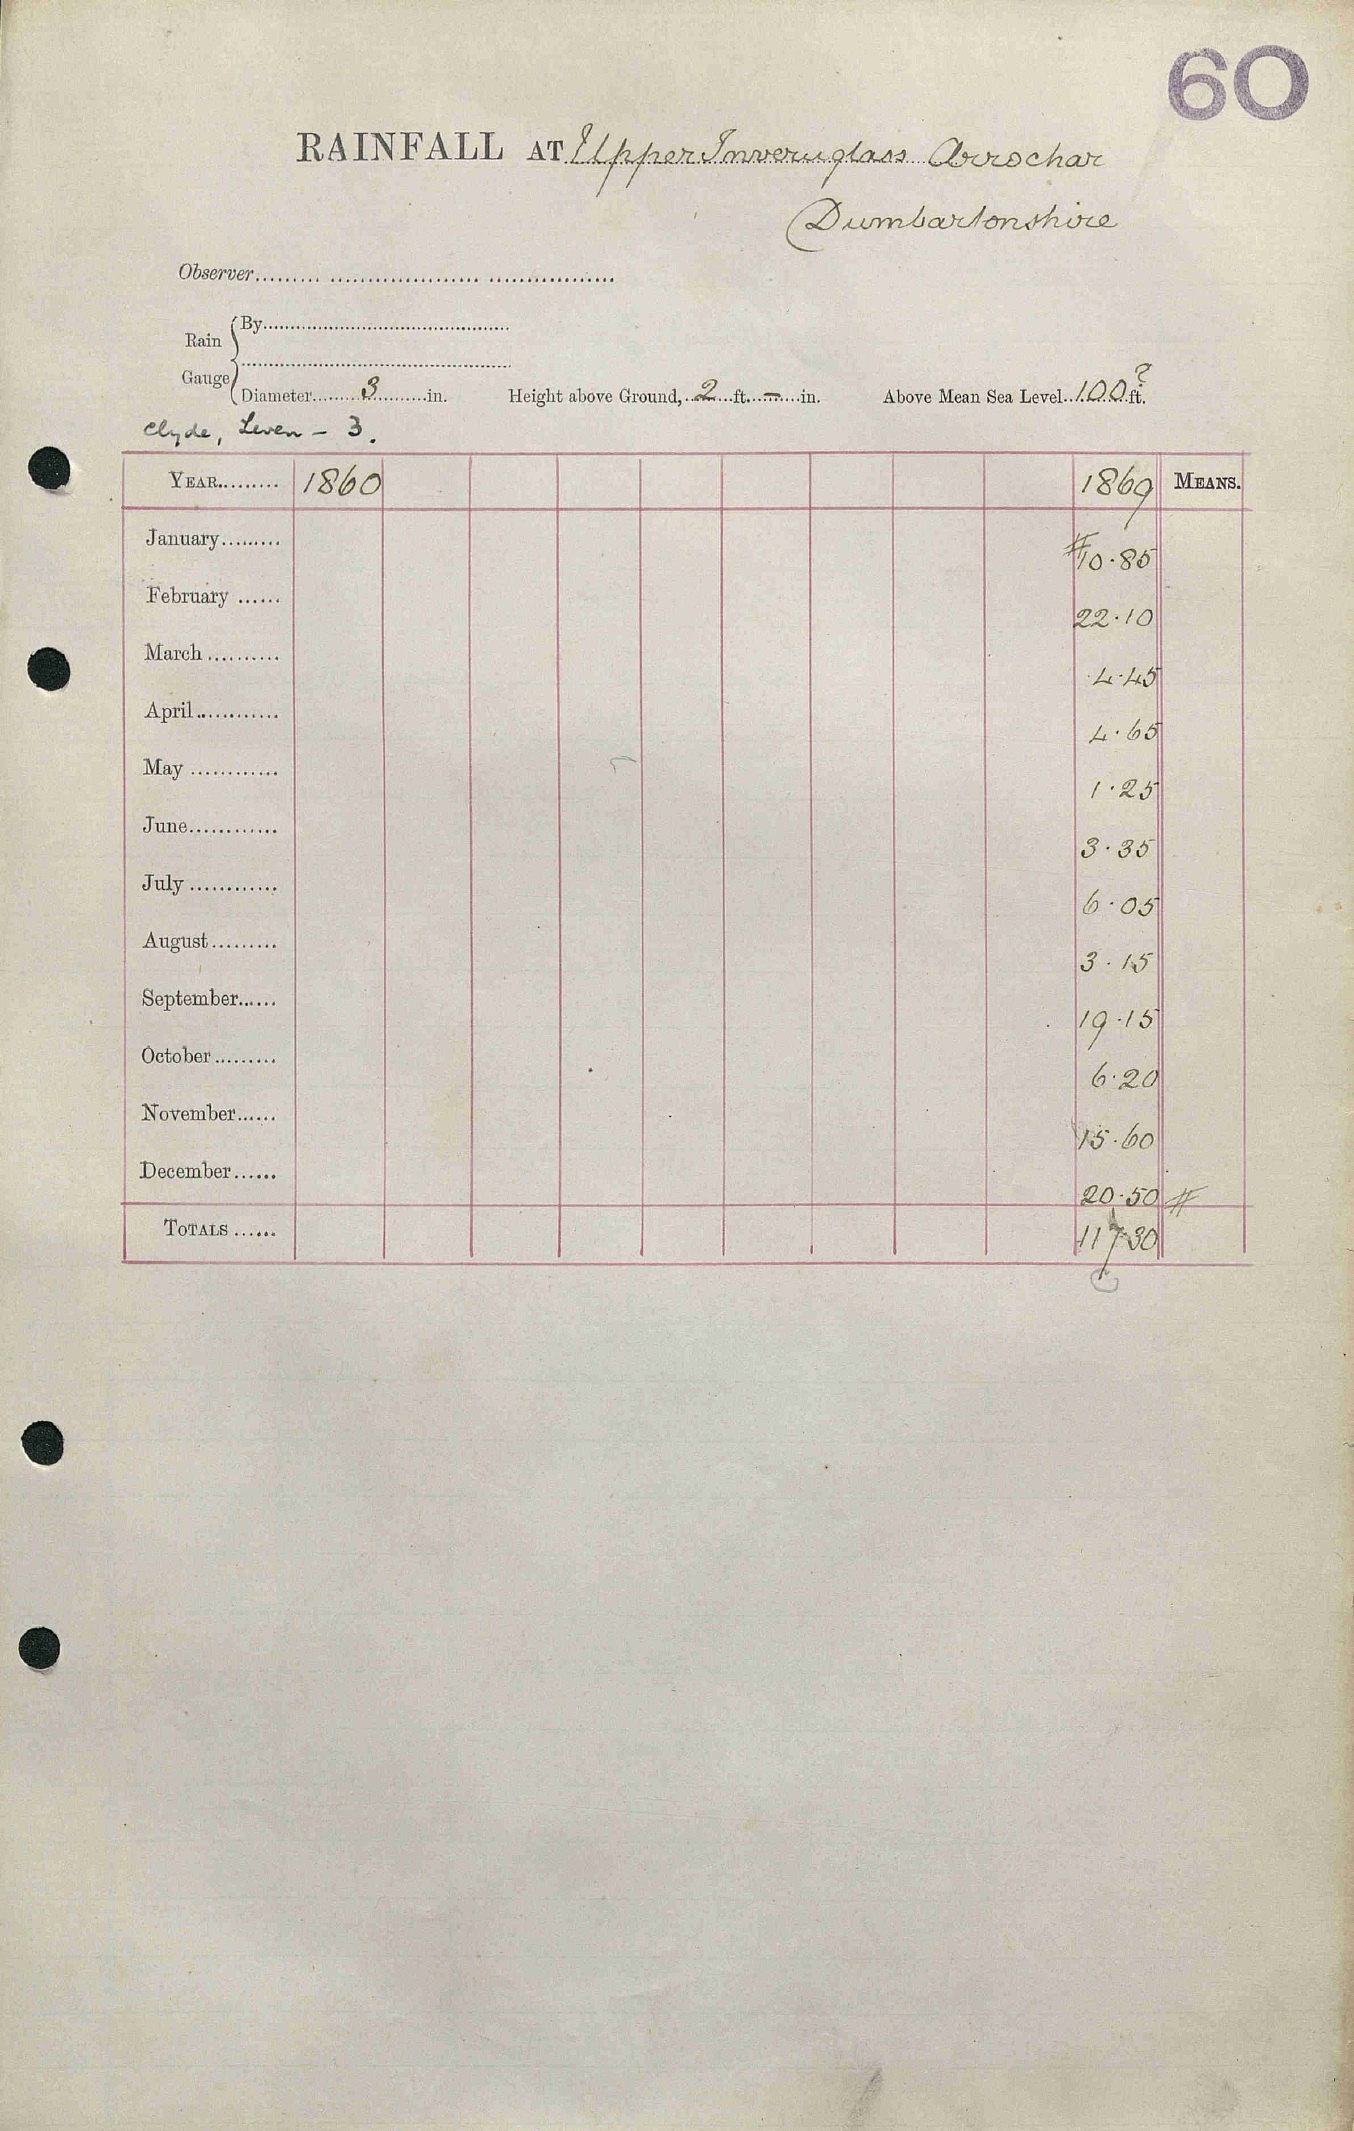 60
RAINFALL AT Upper Inveruglass Arrochar
Dumbartonshire
Observer.......................................................
Rain Gauge { By.................................................
.................................................
Diameter.........3.........in. Height above Ground,..2...ft...–...in. Above Mean Sea Level..100?.ft.
Clyde, Leven – 3.
YEAR......... 1860 1869 MEANS.
January......... #10.85
February ...... 22.10
March .......... 4.45
April............ 4.65
May ............ 1.25
June............ 3.35
July ............ 6.05
August......... 3.15
September...... 19.15
October ......... 6.20
November...... 15.60
December...... 20.50 #
TOTALS ...... 117.30
C